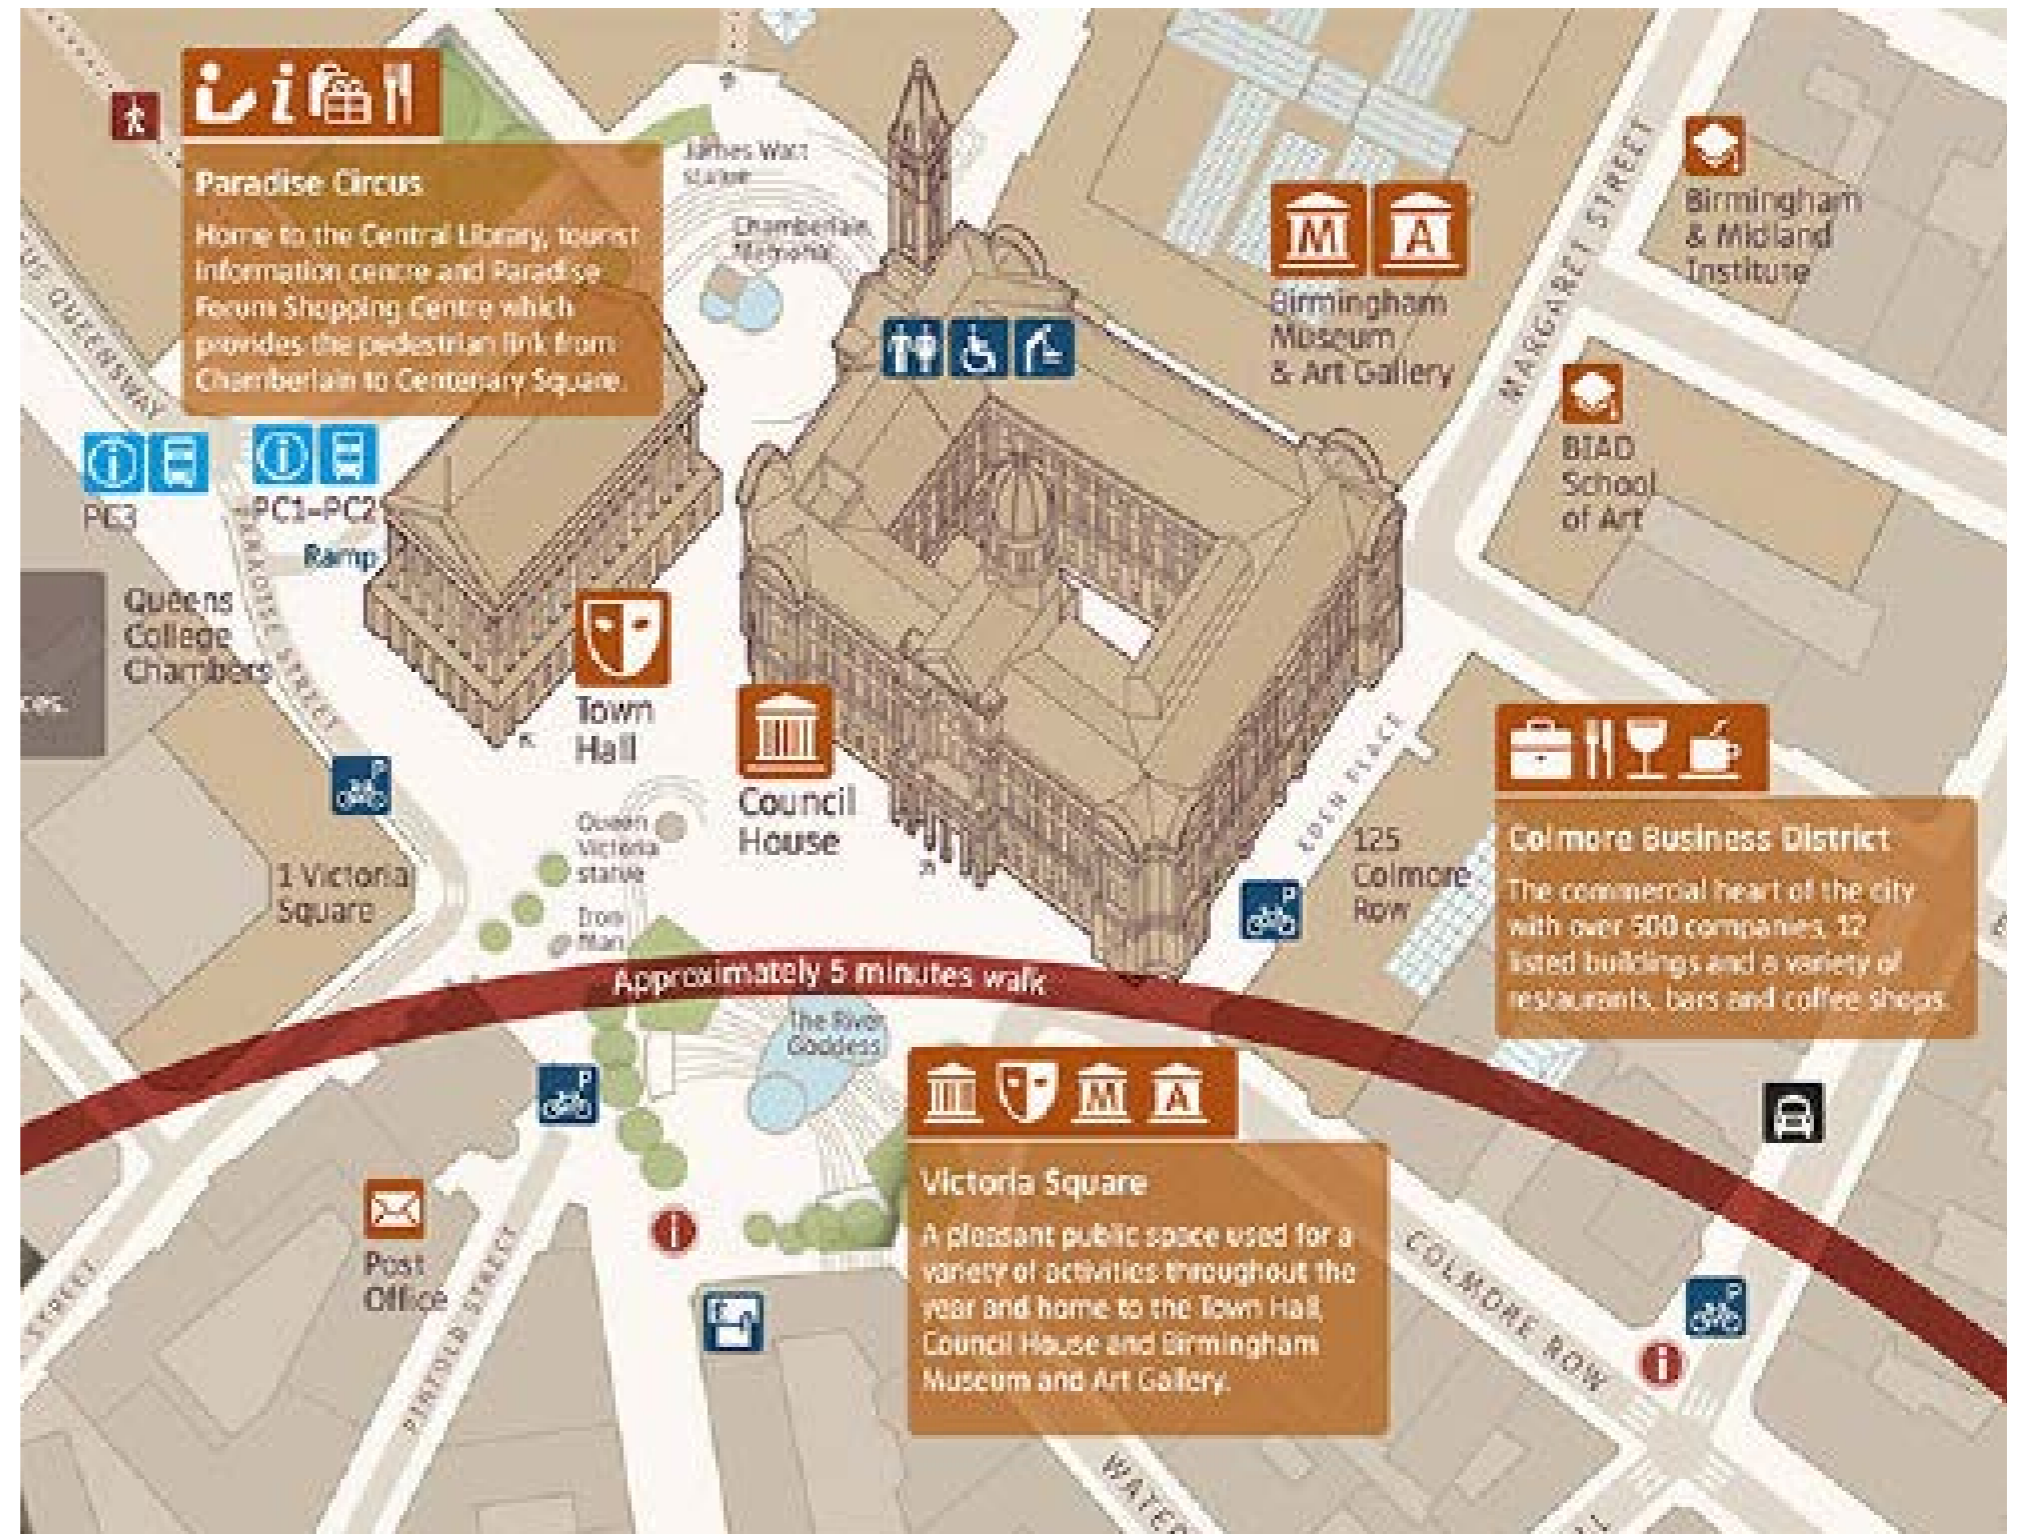 Paradise Circus
Home to the Central Library, tourist
information centre and Paradise
Forum Shopping Centre which
provides the pedestrian link from
Chamberlain to Centenary Square.
James Watt
statue
Chamberlain
Memorial
M A
Birmingham
Museum
& Art Gallery
MARGARET STREET
Birmingham
& Midland
Institute
BIAD
School
of Art
QUEENSWAY
PC3
PC1-PC2
Ramp
PARADISE STREET
Queens
College
Chambers
ces.
Town
Hall
Council
House
EDEN PLACE
125
Colmore
Row
Colmore Business District
The commercial heart of the city
with over 500 companies, 12
listed buildings and a variety of
restaurants, bars and coffee shops.
P
1 Victoria
Square
Queen
Victoria
statue
Iron
Man
P
Approximately 5 minutes walk
The River
Goddess
P
M A
Victoria Square
A pleasant public space used for a
variety of activities throughout the
year and home to the Town Hall,
Council House and Birmingham
Museum and Art Gallery.
Post
Office
PINFOLD STREET
STREET
COLMORE ROW
P
WATER